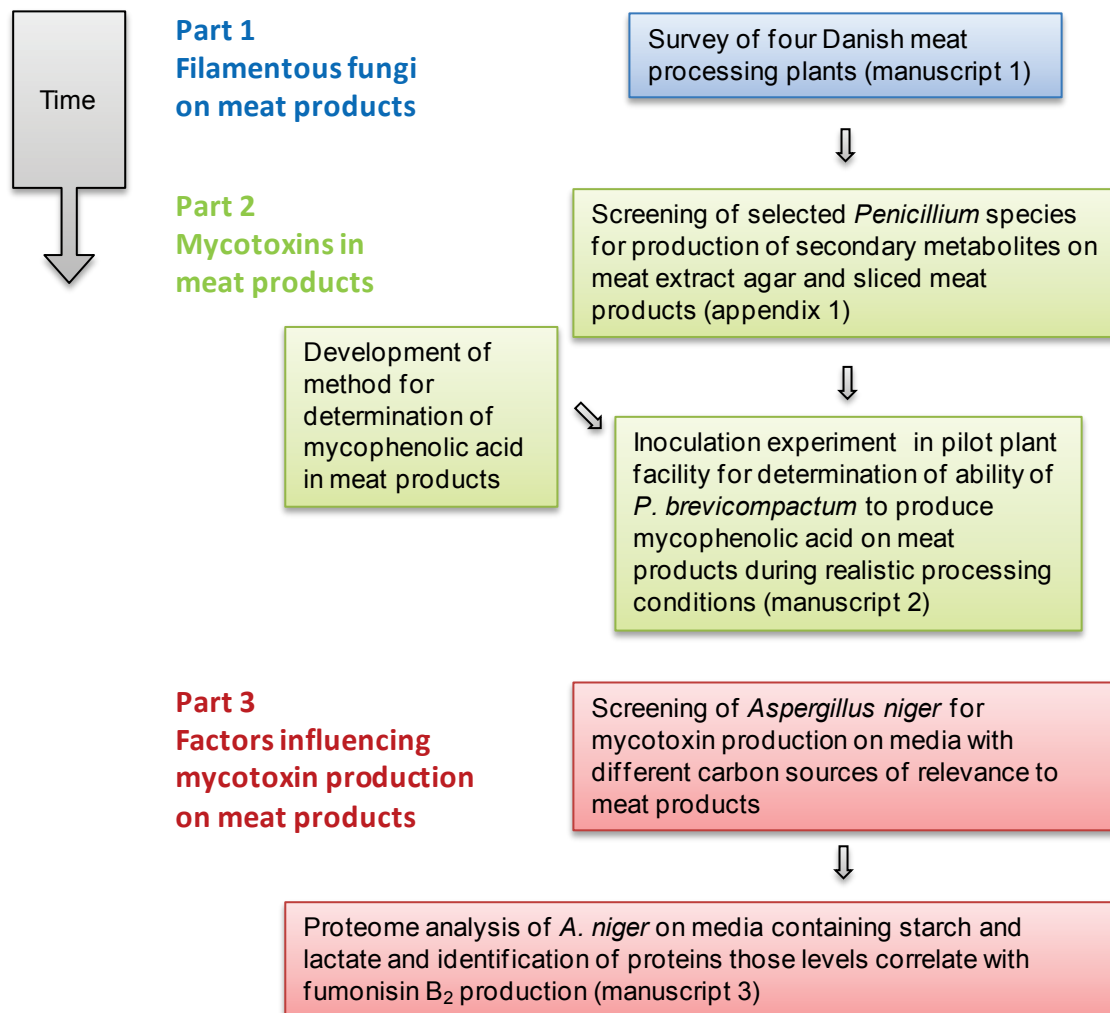 Time
Part 1
Filamentous fungi
on meat products
Survey of four Danish meat
processing plants (manuscript 1)
Part 2
Mycotoxins in
meat products
Screening of selected Penicillium species
for production of secondary metabolites on
meat extract agar and sliced meat
products (appendix 1)
Development of
method for
determination of
mycophenolic acid
in meat products
Inoculation experiment in pilot plant
facility for determination of ability of
P. brevicompactum to produce
mycophenolic acid on meat
products during realistic processing
conditions (manuscript 2)
Part 3
Factors influencing
mycotoxin production
on meat products
Screening of Aspergillus niger for
mycotoxin production on media with
different carbon sources of relevance to
meat products
Proteome analysis of A. niger on media containing starch and
lactate and identification of proteins those levels correlate with
fumonisin B₂ production (manuscript 3)